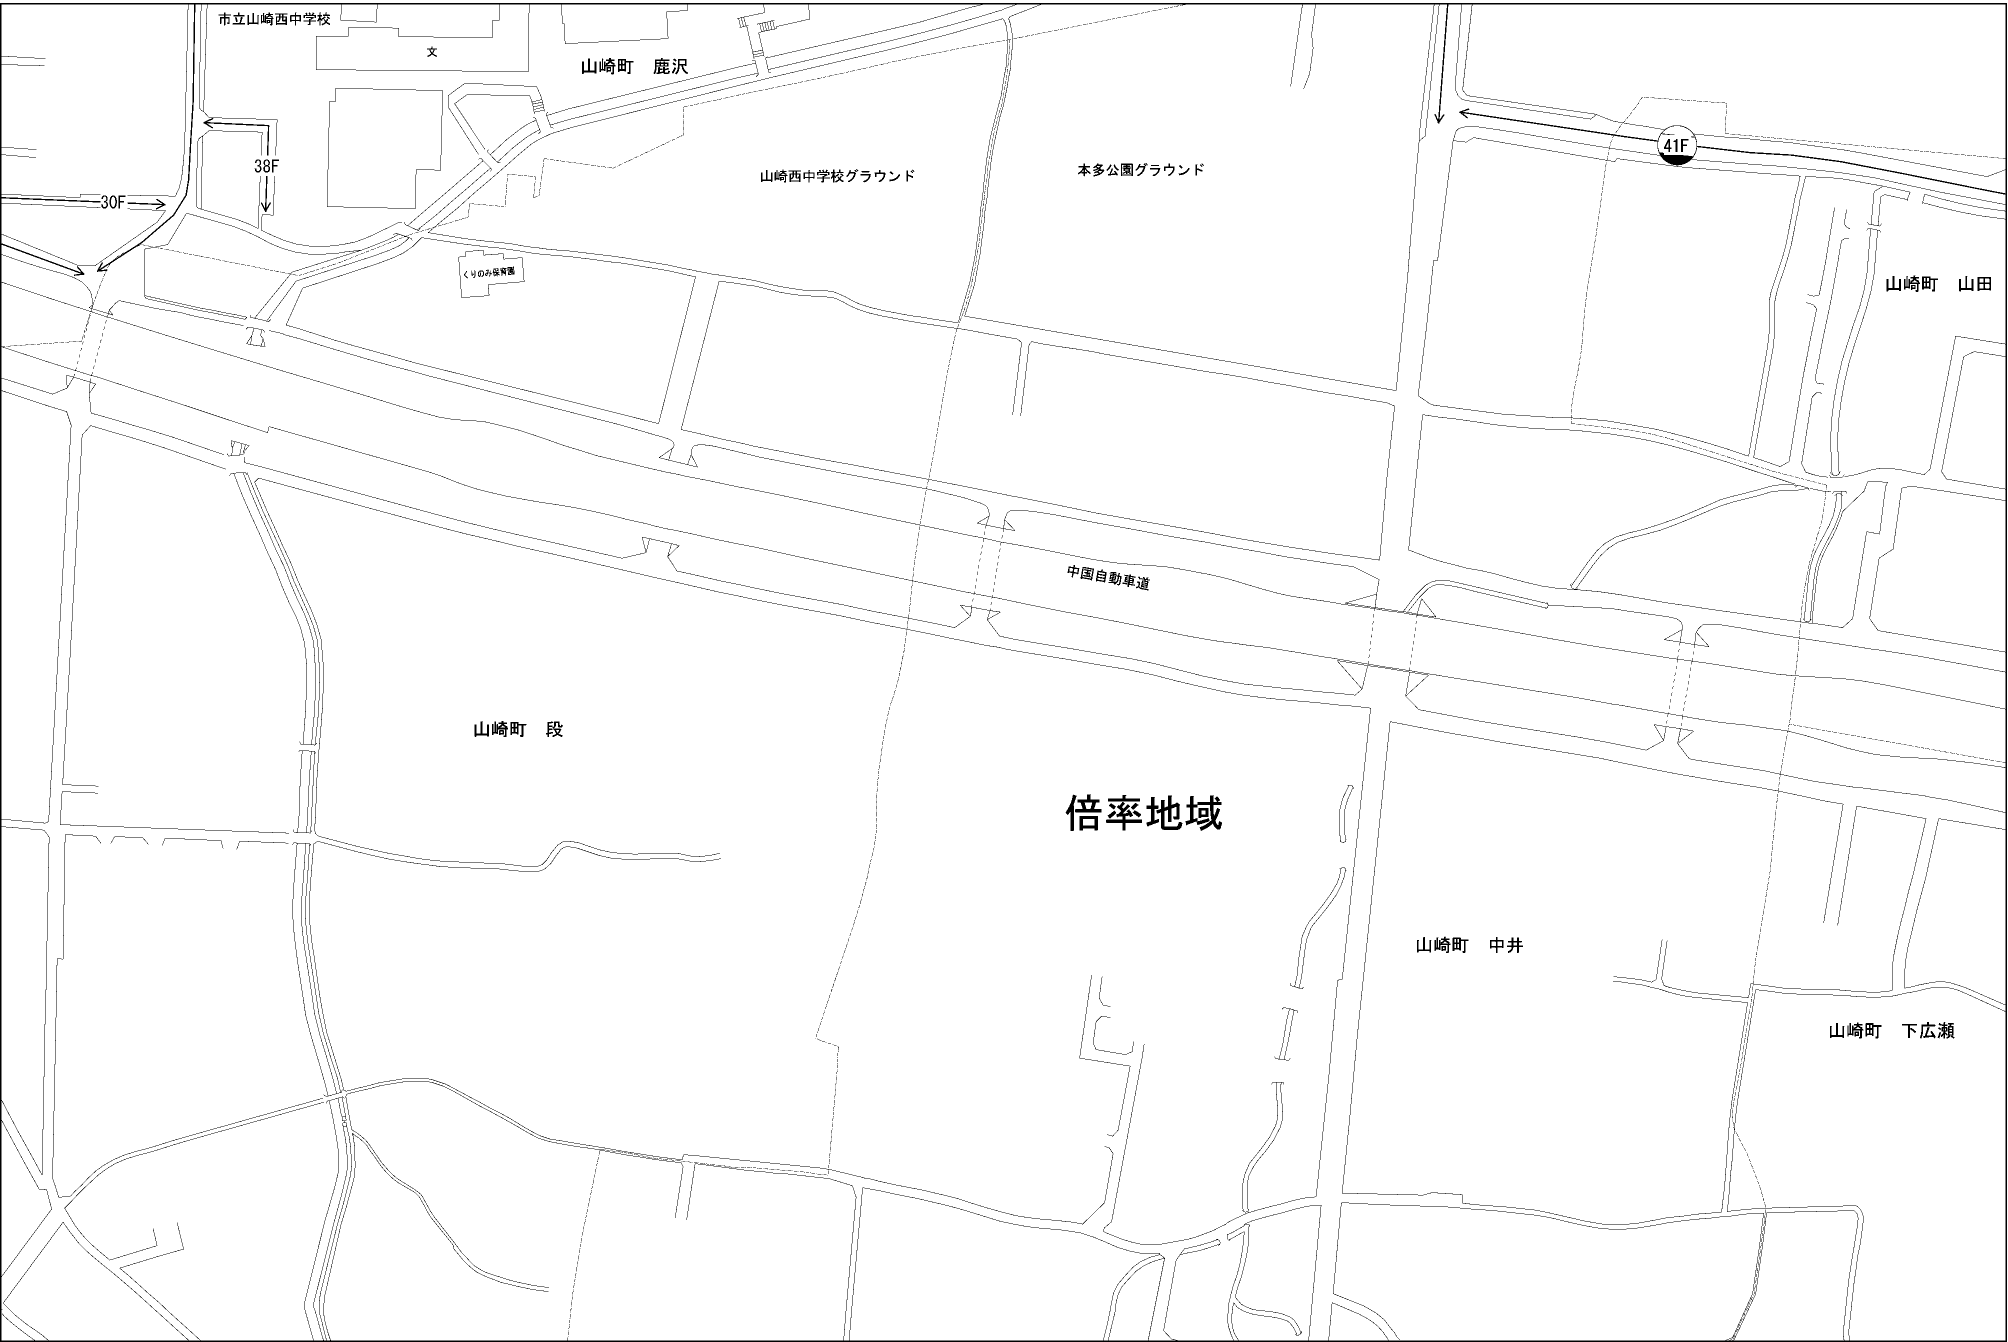 市立山崎西中学校
文
山崎町　鹿沢
38F
30F
41F
山崎西中学校グラウンド
本多公園グラウンド
くりのみ保育園
山崎町　山田
中国自動車道
山崎町　段
倍率地域
山崎町　中井
山崎町　下広瀬